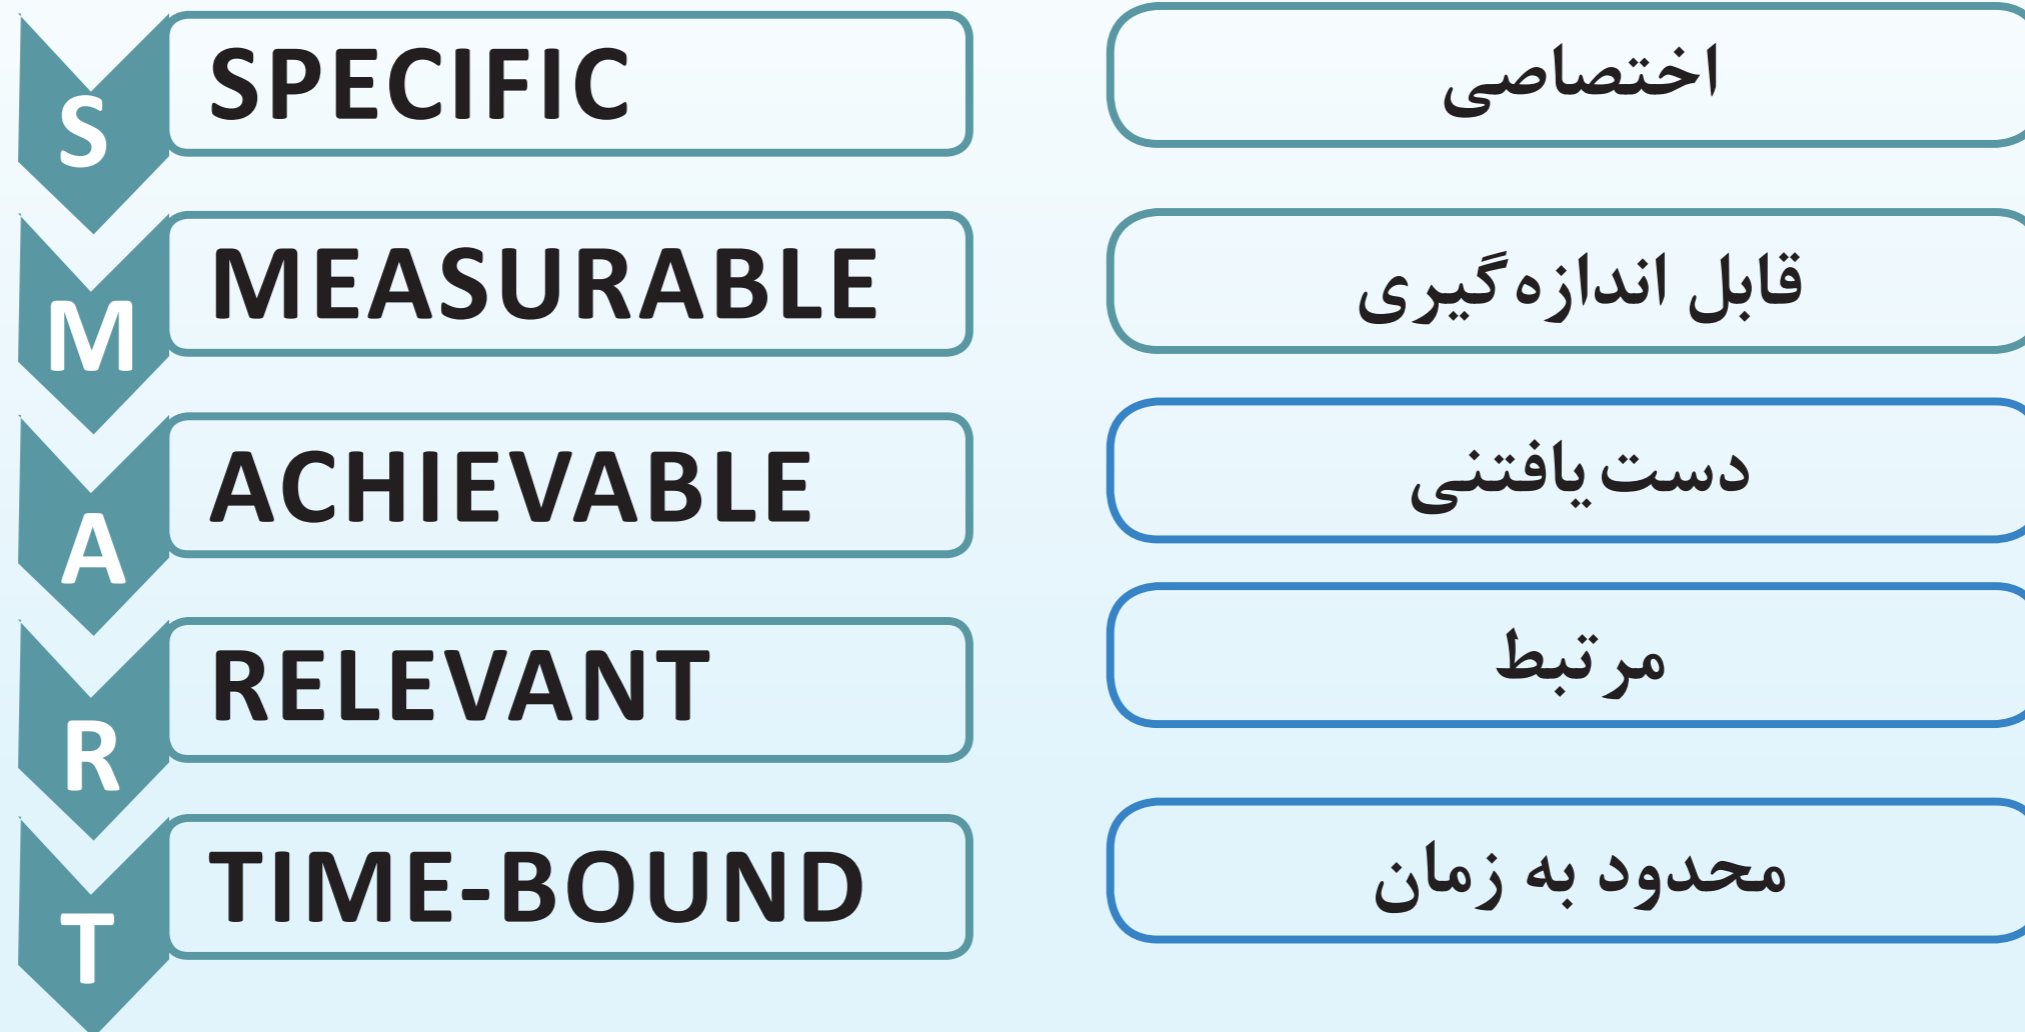 S
SPECIFIC
اختصاصی
M
MEASURABLE
قابل اندازه گیری
A
ACHIEVABLE
دست یافتنی
R
RELEVANT
مرتبط
T
TIME-BOUND
محدود به زمان